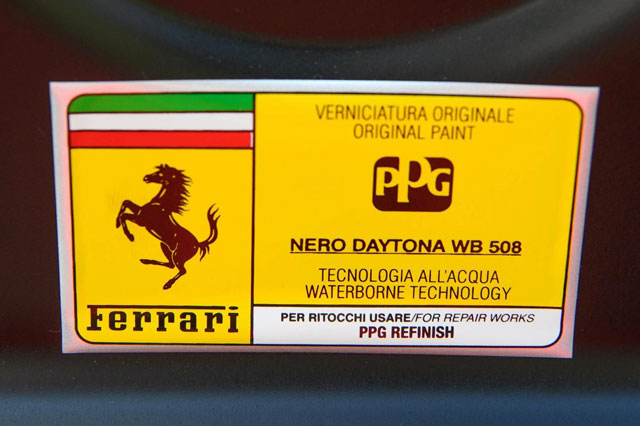 VERNICIATURA ORIGINALE
ORIGINAL PAINT
PPG
NERO DAYTONA WB 508
TECNOLOGIA ALL'ACQUA
WATERBORNE TECHNOLOGY
Ferrari
PER RITOCCHI USARE/FOR REPAIR WORKS
PPG REFINISH